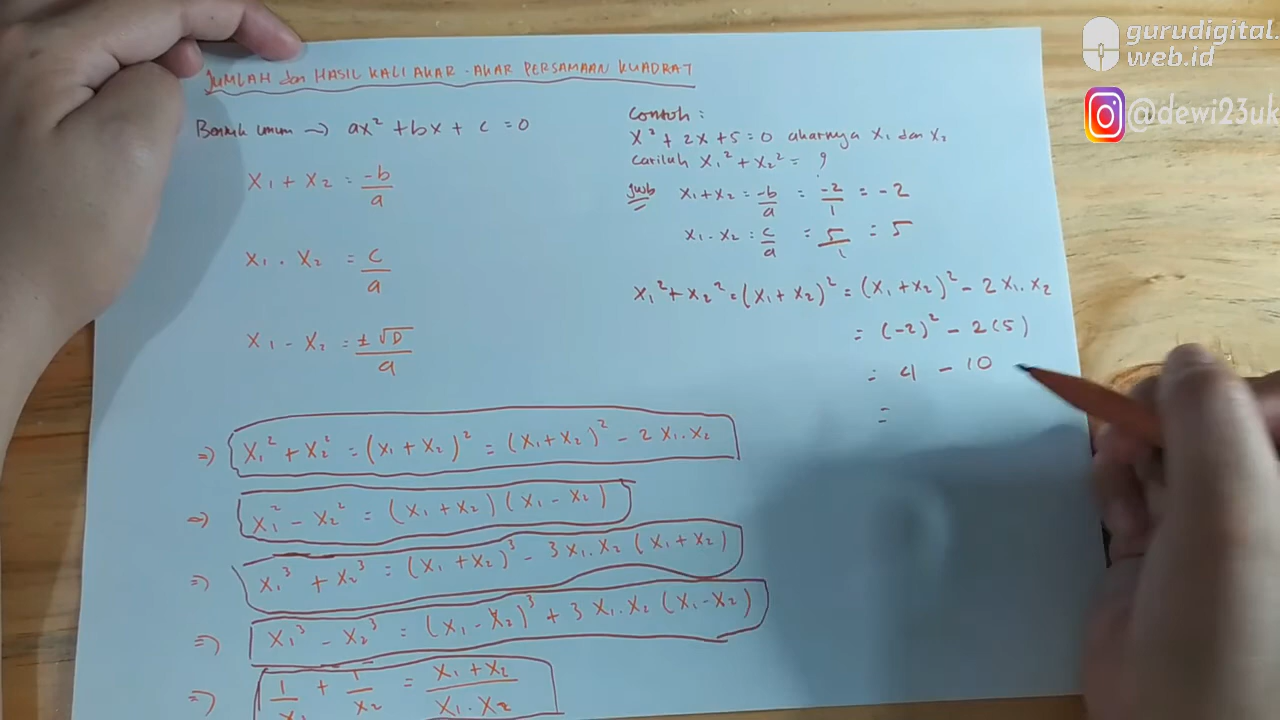 gurudigital.
web.id
@dewi23uk
JUMLAH dan HASIL KALI AKAR-AKAR PERSAMAAN KUADRAT
Bentuk umum → ax² + bx + c = 0
x₁ + x₂ = -b/a
x₁ . x₂ = c/a
x₁ - x₂ = ±√D/a
⇒) x₁² + x₂² = (x₁ + x₂)² = (x₁ + x₂)² - 2 x₁ . x₂
⇒) x₁² - x₂² = (x₁ + x₂) (x₁ - x₂)
⇒) x₁³ + x₂³ = (x₁ + x₂)³ - 3 x₁ . x₂ (x₁ + x₂)
⇒) x₁³ - x₂³ = (x₁ - x₂)³ + 3 x₁ . x₂ (x₁ - x₂)
⇒) 1/x₁ + 1/x₂ = x₁ + x₂/x₁ . x₂
Contoh :
x² + 2x + 5 = 0 akarnya x₁ dan x₂
carilah x₁² + x₂² = ?
jwb x₁ + x₂ = -b/a = -2/1 = -2
x₁ . x₂ = c/a = 5/1 = 5
x₁² + x₂² = (x₁ + x₂)² = (x₁ + x₂)² - 2 x₁ . x₂
= (-2)² - 2(5)
= 4 - 10
=